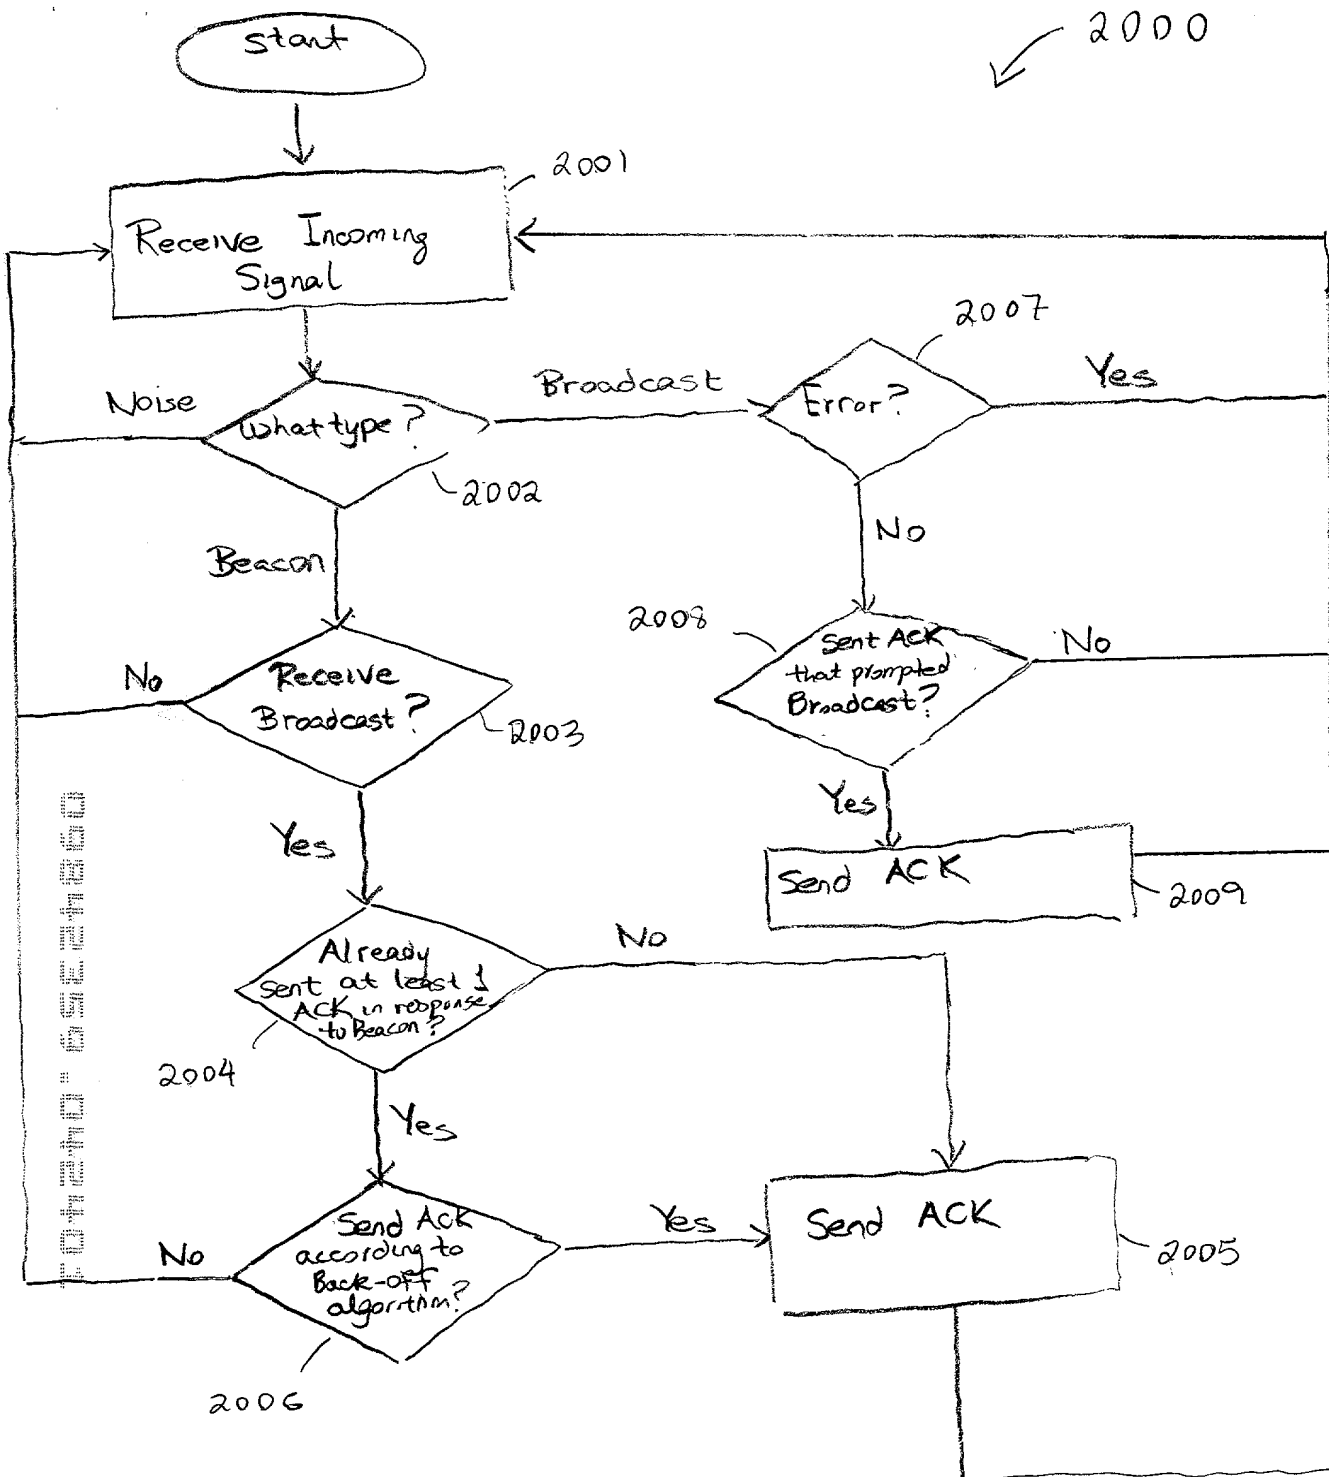 start
2000
2001
Receive Incoming
Signal
2007
Noise
What type?
Broadcast
Error?
Yes
2002
No
Beacon
2008
Sent ACK
that prompted
Broadcast?
No
No
Receive
Broadcast?
2003
Yes
Send ACK
2009
Yes
Already
sent at least 1
ACK in response
to Beacon?
No
2004
Yes
Send ACK
according to
Back-off
algorithm?
No
Yes
Send ACK
2005
2006